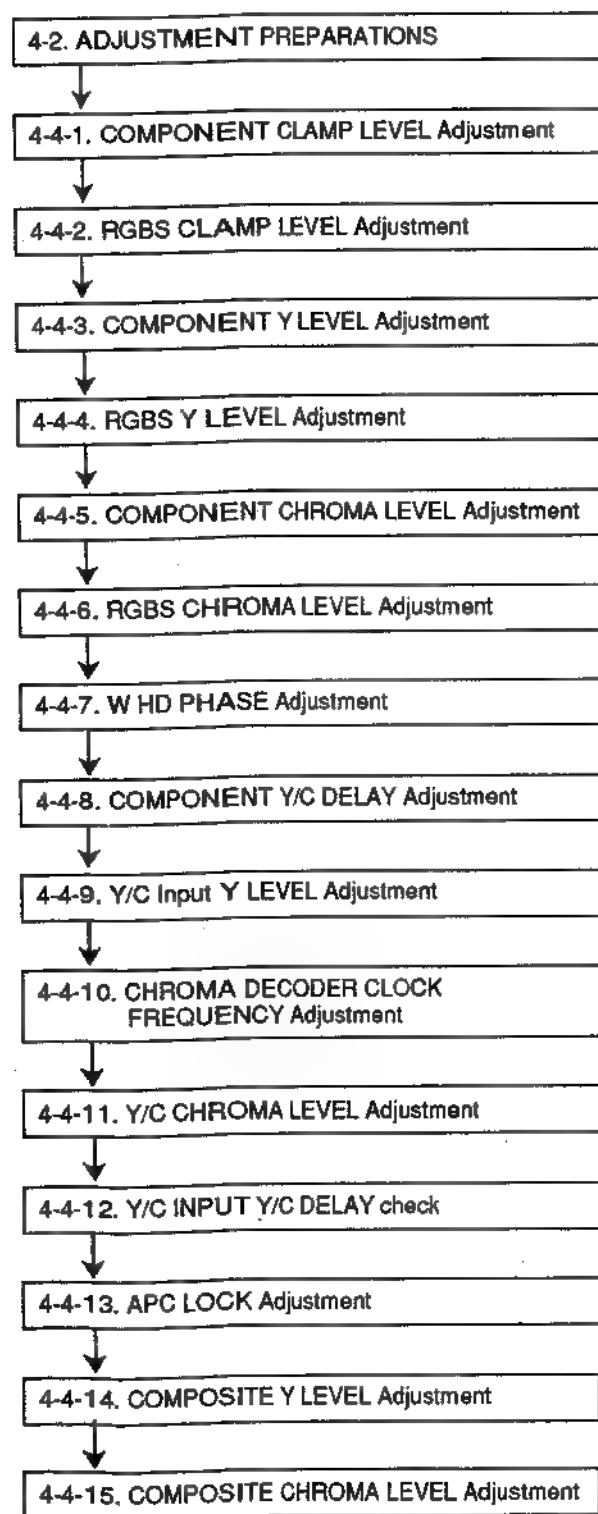 4-2. ADJUSTMENT PREPARATIONS
4-4-1. COMPONENT CLAMP LEVEL Adjustment
4-4-2. RGBS CLAMP LEVEL Adjustment
4-4-3. COMPONENT Y LEVEL Adjustment
4-4-4. RGBS Y LEVEL Adjustment
4-4-5. COMPONENT CHROMA LEVEL Adjustment
4-4-6. RGBS CHROMA LEVEL Adjustment
4-4-7. W HD PHASE Adjustment
4-4-8. COMPONENT Y/C DELAY Adjustment
4-4-9. Y/C Input Y LEVEL Adjustment
4-4-10. CHROMA DECODER CLOCK
FREQUENCY Adjustment
4-4-11. Y/C CHROMA LEVEL Adjustment
4-4-12. Y/C INPUT Y/C DELAY check
4-4-13. APC LOCK Adjustment
4-4-14. COMPOSITE Y LEVEL Adjustment
4-4-15. COMPOSITE CHROMA LEVEL Adjustment